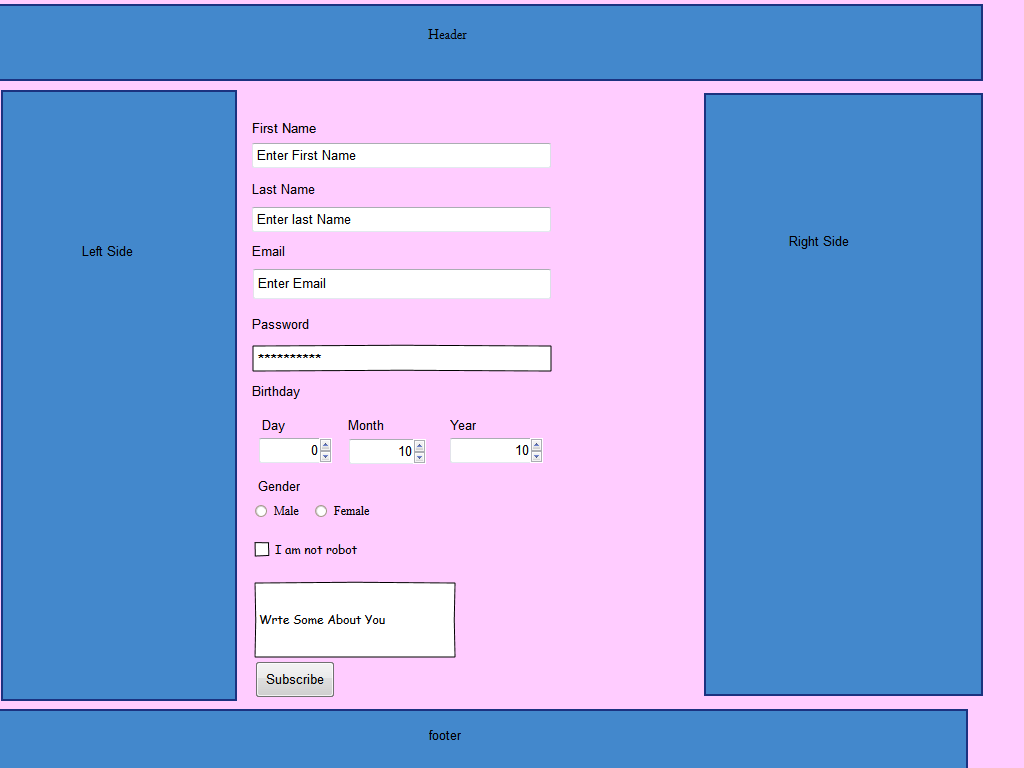 Header
Left Side
First Name
Enter First Name
Last Name
Enter last Name
Email
Enter Email
Password
**********
Birthday
Day Month Year
0 10 10
Gender
Male Female
I am not robot
Wrte Some About You
Subscribe
Right Side
footer